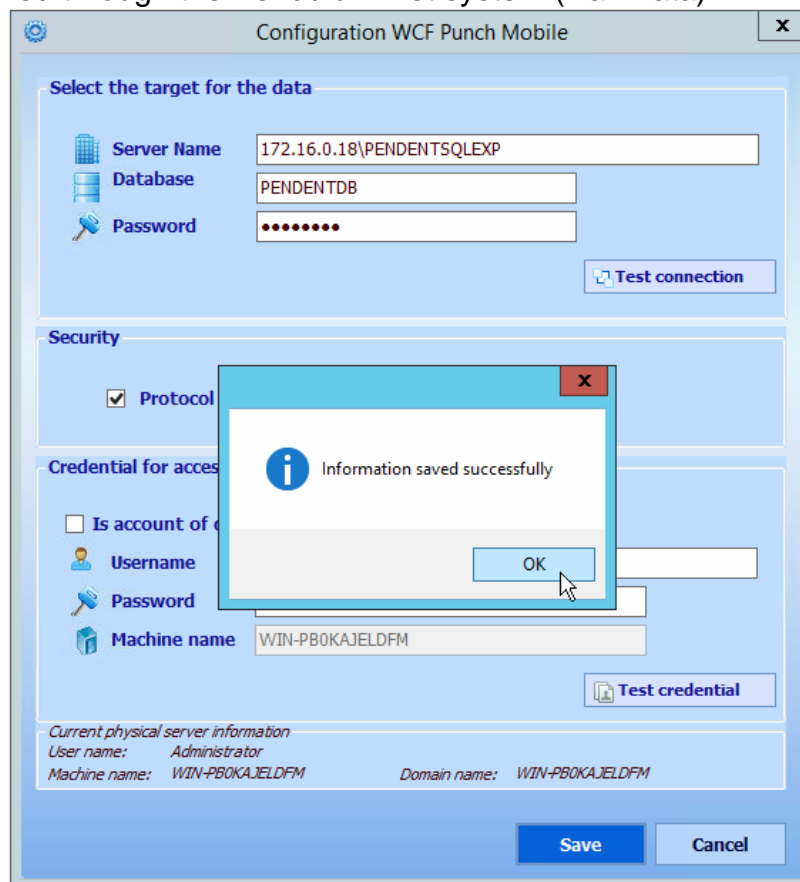 Configuration WCF Punch Mobile
x
Select the target for the data
Server Name 172.16.0.18\PENDENTSQLEXP
Database PENDENTDB
Password ••••••••
Test connection
Security
Protocol
x
Information saved successfully
OK
Credential for acces
Is account of
Username
Password
Machine name WIN-PB0KAJELDFM
Test credential
Current physical server information
User name: Administrator
Machine name: WIN-PB0KAJELDFM Domain name: WIN-PB0KAJELDFM
Save Cancel